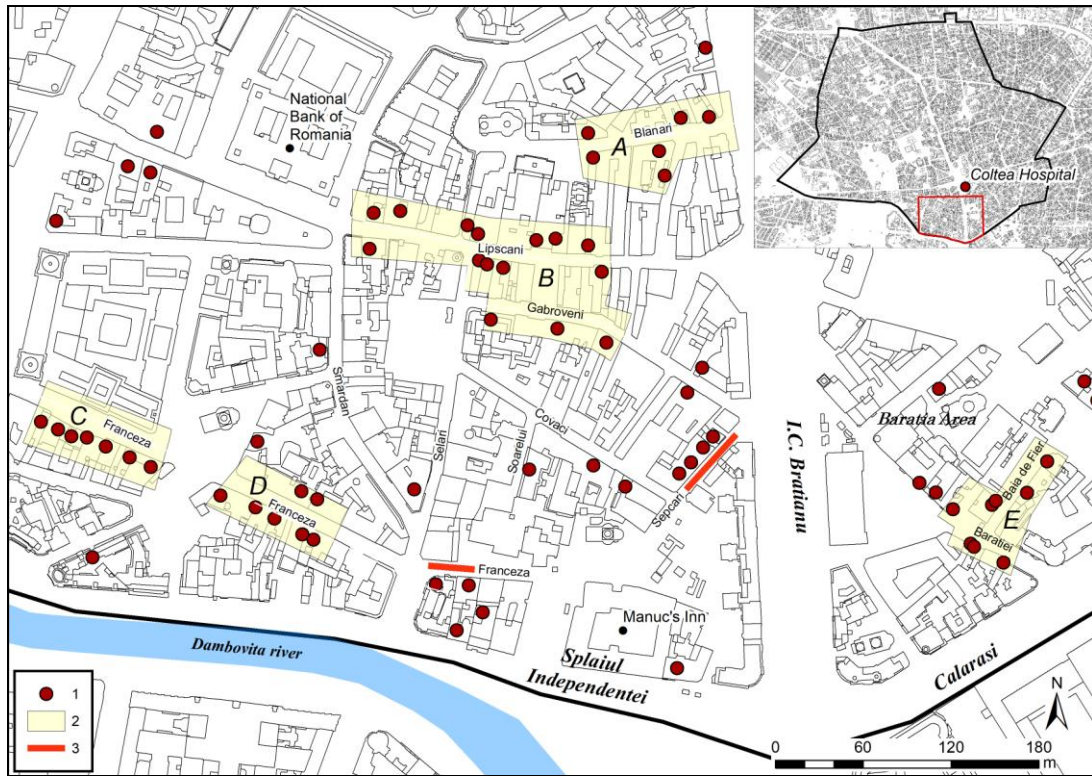 National
Bank of
Romania
A
Blanari
Coltea Hospital
Lipscani
B
Gabroveni
C
Franceza
Smardan
Selari
Soarelui
Covaci
D
Franceza
Sepcari
I.C. Bratianu
Baratia Area
Baia de Fier
E
Baratiei
Franceza
Manuc's Inn
Dambovita river
Splaiul
Independentei
Calarasi
N
1
2
3
0 60 120 180
m